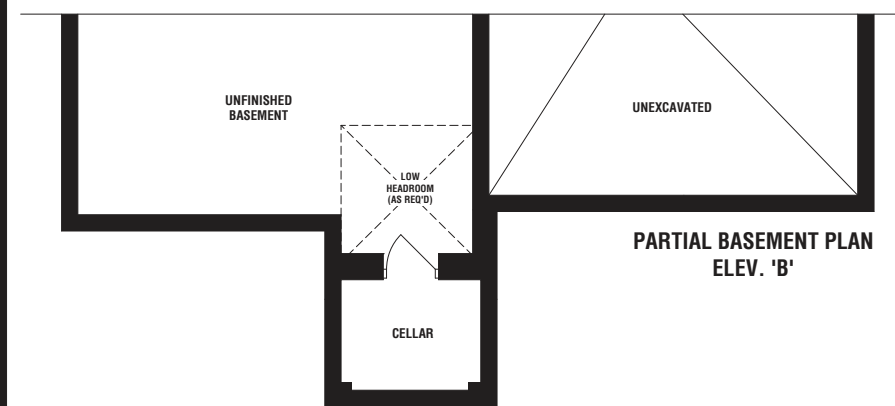 UNFINISHED
BASEMENT
UNEXCAVATED
LOW
HEADROOM
(AS REQ'D)
PARTIAL BASEMENT PLAN
ELEV. 'B'
CELLAR